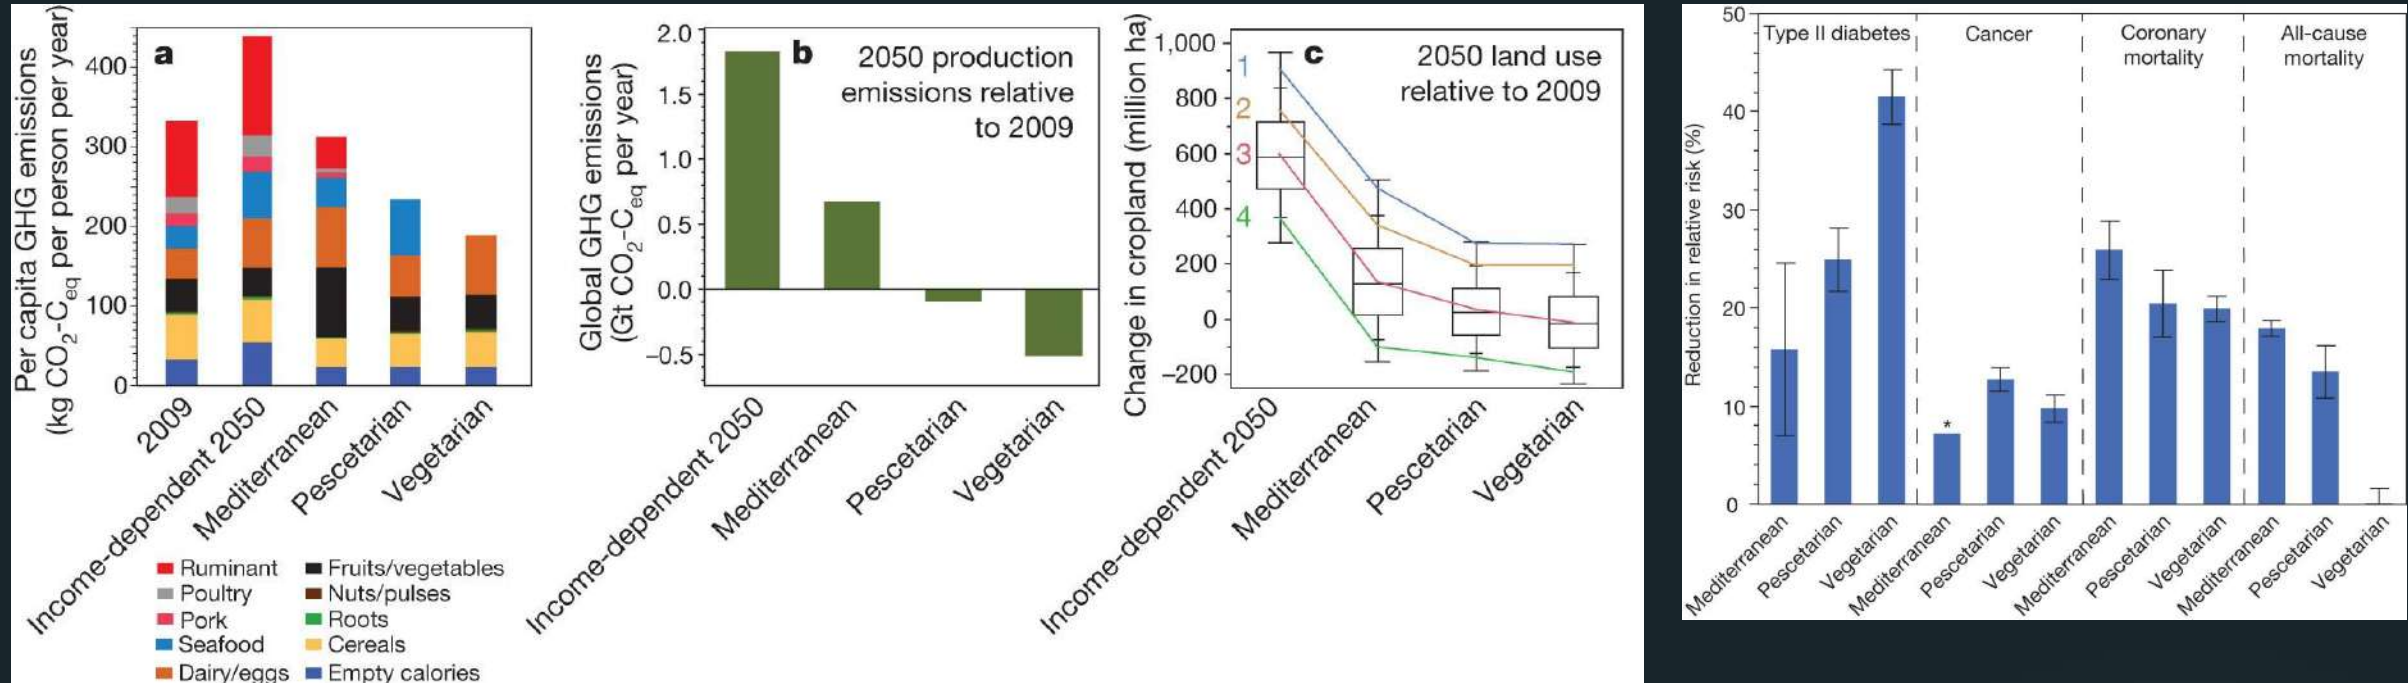 Per capita GHG emissions
(kg CO2-Ceq per person per year)
a
400
300
200
100
0
2009
Income-dependent 2050
Mediterranean
Pescetarian
Vegetarian
Ruminant
Poultry
Pork
Seafood
Dairy/eggs
Fruits/vegetables
Nuts/pulses
Roots
Cereals
Empty calories
Global GHG emissions
(Gt CO2-Ceq per year)
b
2050 production
emissions relative
to 2009
2.0
1.5
1.0
0.5
0.0
−0.5
Income-dependent 2050
Mediterranean
Pescetarian
Vegetarian
Change in cropland (million ha)
c
2050 land use
relative to 2009
1,000
800
600
400
200
0
−200
1
2
3
4
Income-dependent 2050
Mediterranean
Pescetarian
Vegetarian
Reduction in relative risk (%)
50
40
30
20
10
0
Type II diabetes
Cancer
Coronary
mortality
All-cause
mortality
*
Mediterranean
Pescetarian
Vegetarian
Mediterranean
Pescetarian
Vegetarian
Mediterranean
Pescetarian
Vegetarian
Mediterranean
Pescetarian
Vegetarian